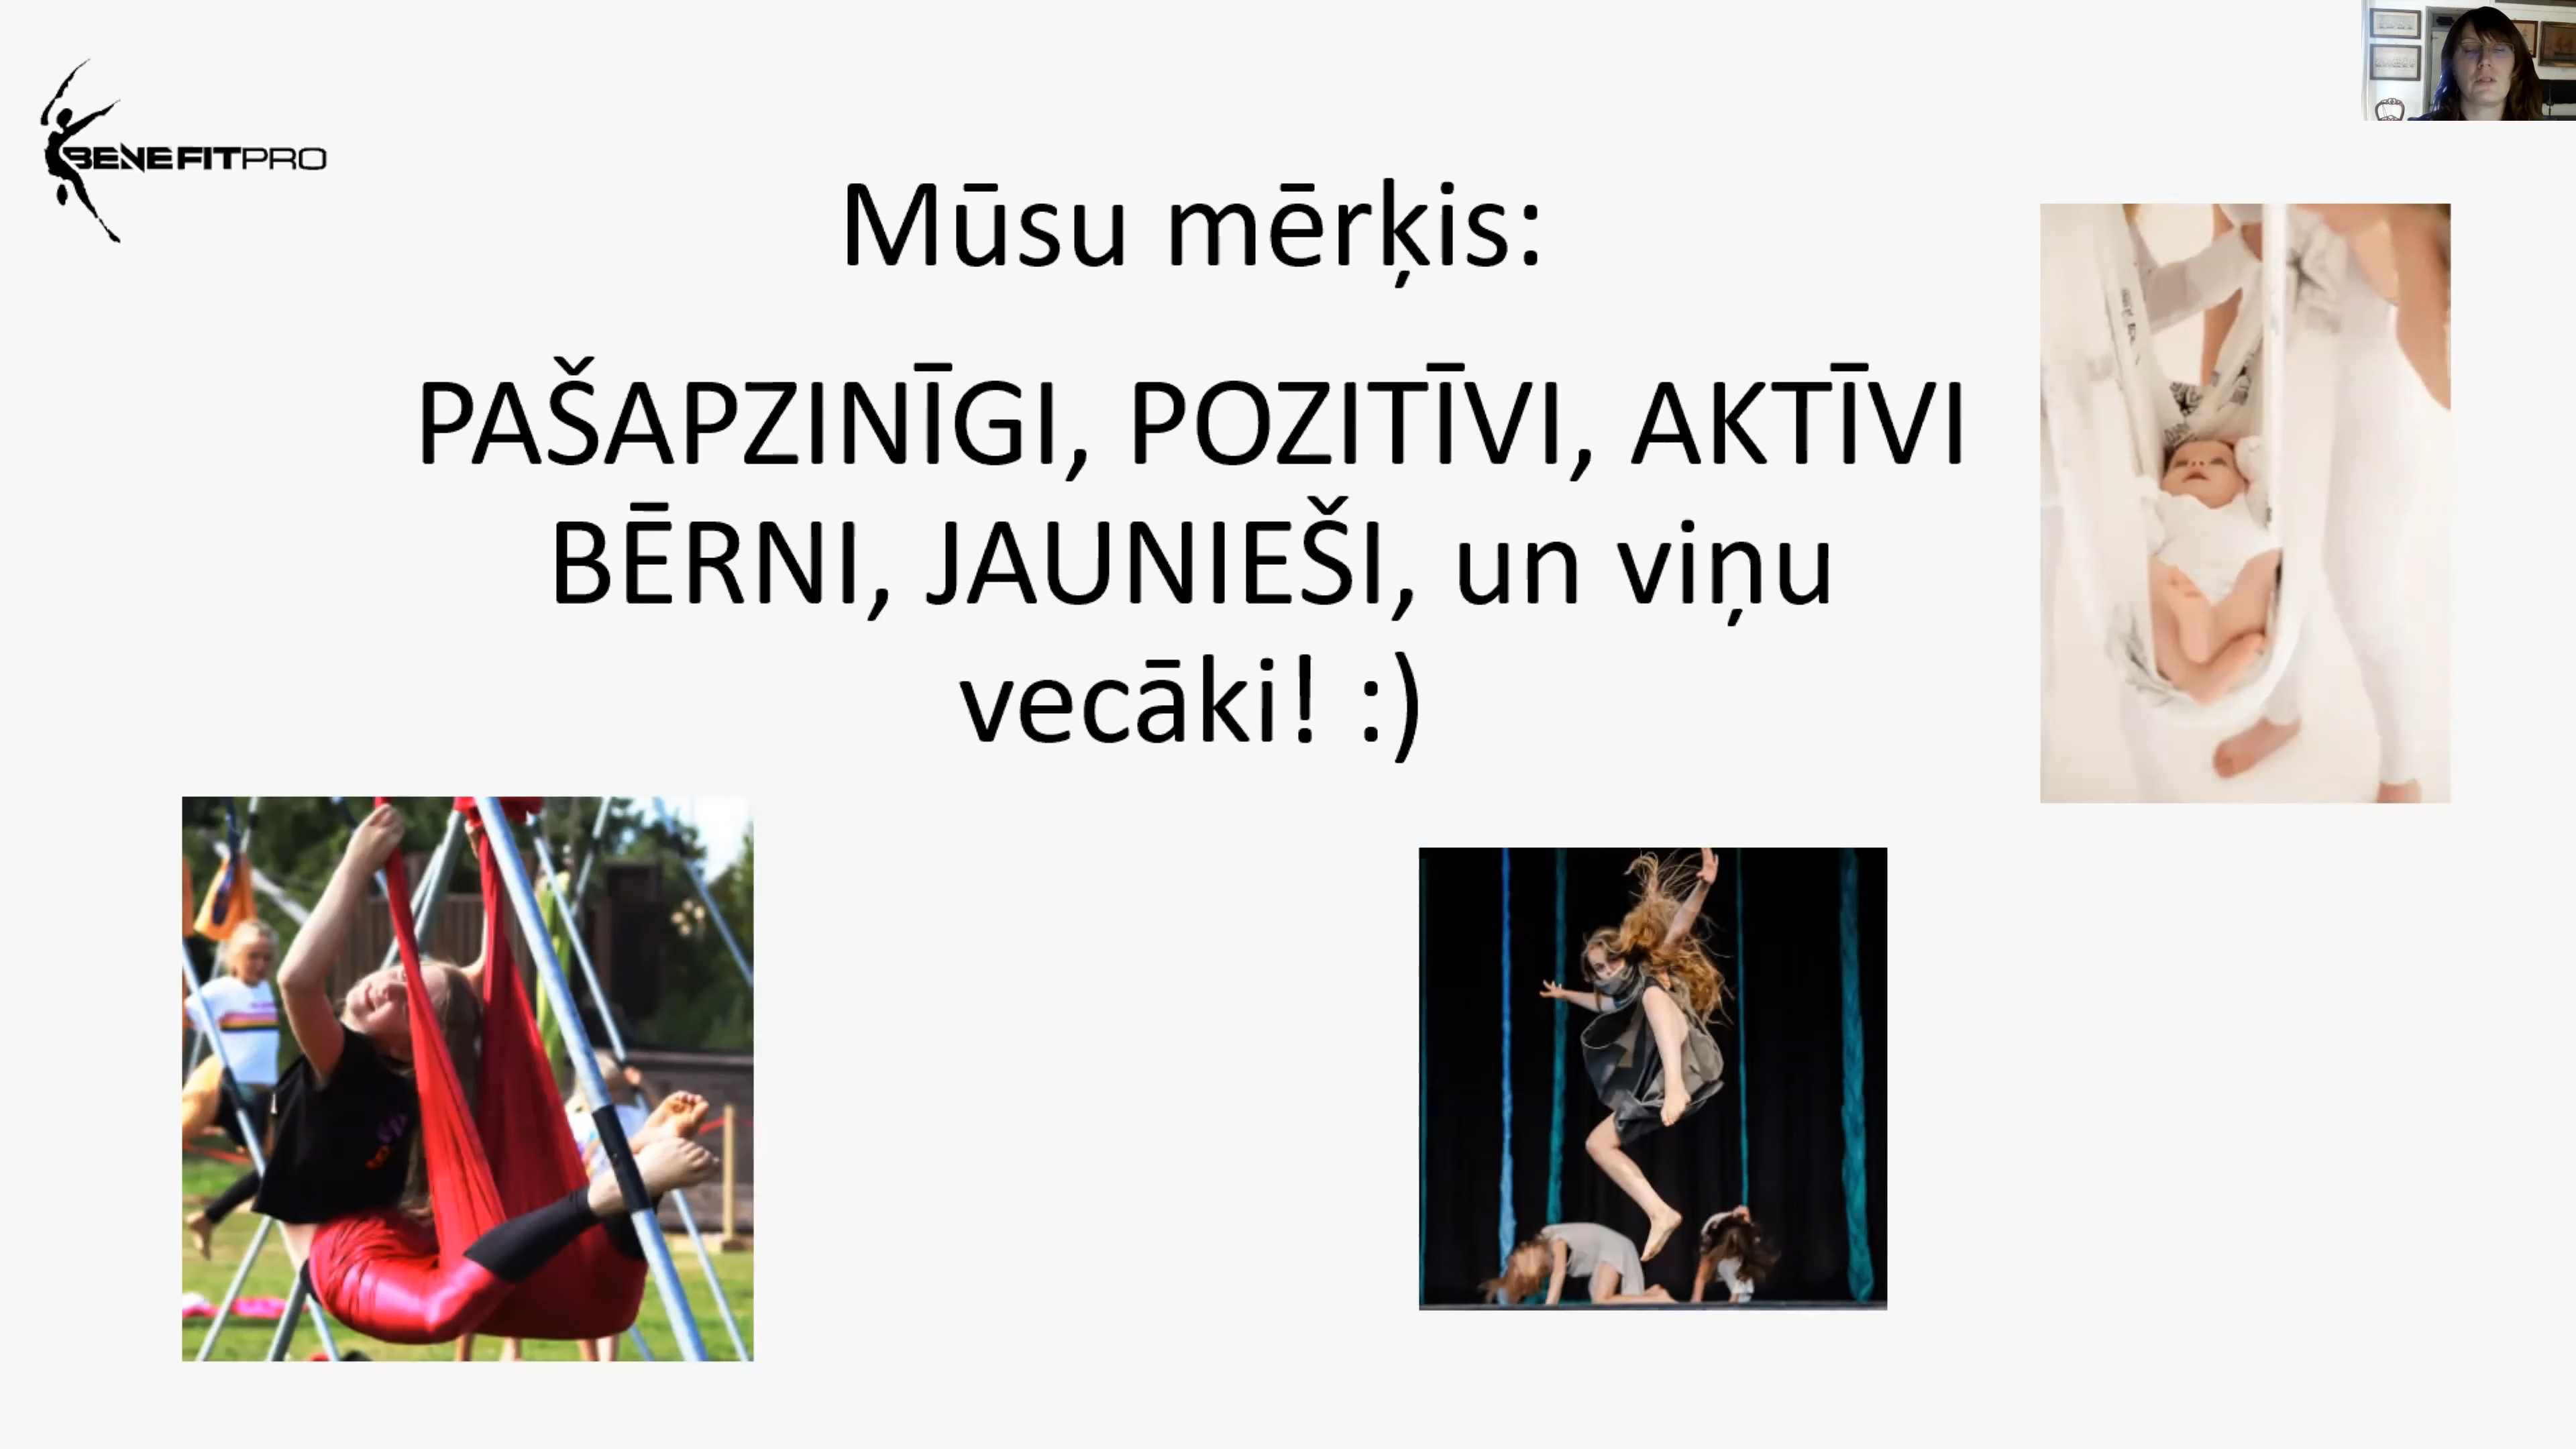 BENEFITPRO
Mūsu mērķis:
PAŠAPZINĪGI, POZITĪVI, AKTĪVI
BĒRNI, JAUNIEŠI, un viņu
vecāki! :)